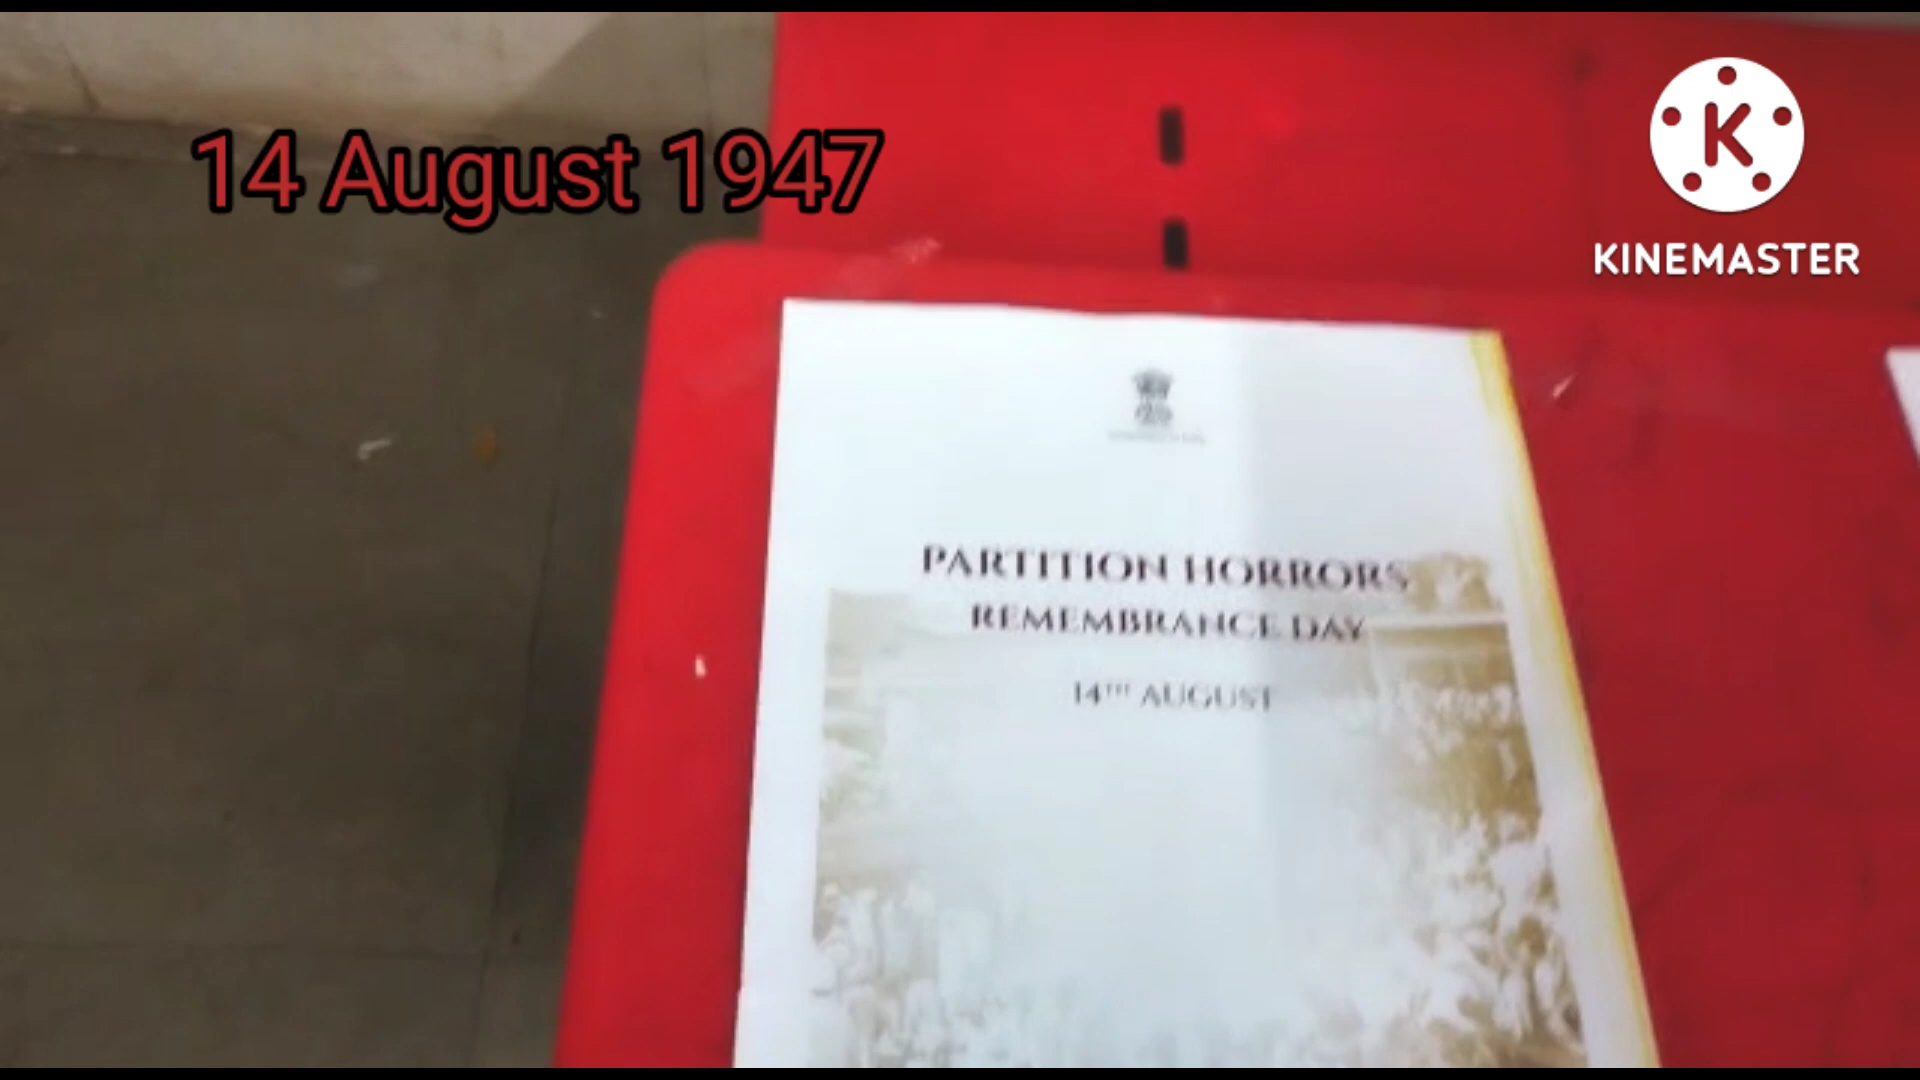 14 August 1947
KINEMASTER
PARTITION HORRORS
REMEMBRANCE DAY
14TH AUGUST